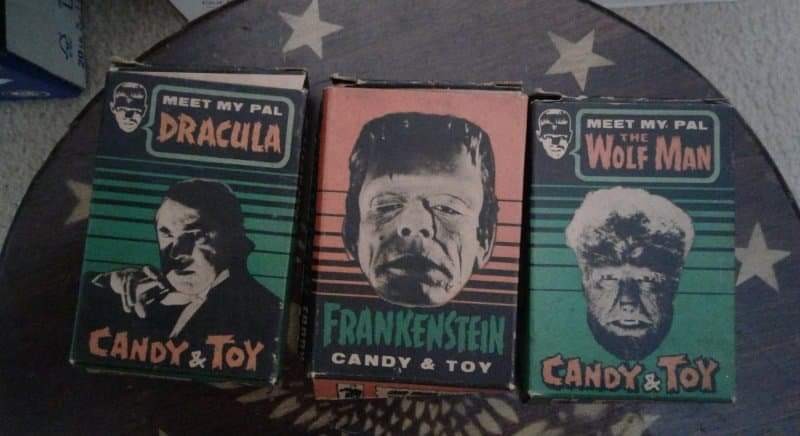 MEET MY PAL
DRACULA
CANDY & TOY
FRANKENSTEIN
CANDY & TOY
MEET MY PAL
THE
WOLF MAN
CANDY & TOY